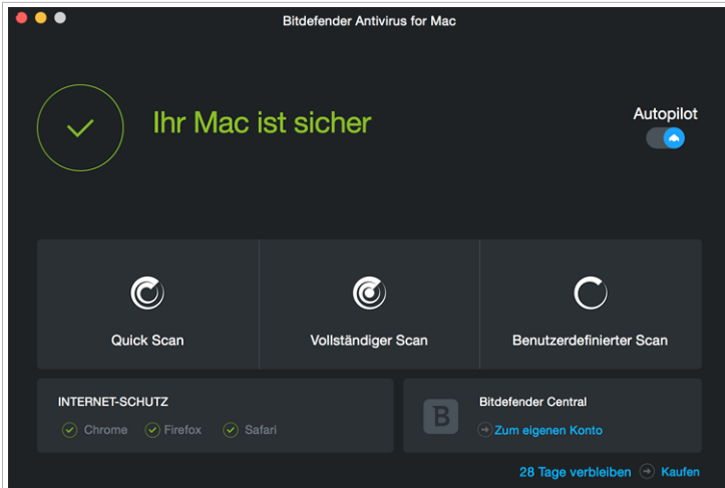 Bitdefender Antivirus for Mac
Ihr Mac ist sicher
Autopilot
Quick Scan
Vollständiger Scan
Benutzerdefinierter Scan
INTERNET-SCHUTZ
Chrome Firefox Safari
B
Bitdefender Central
Zum eigenen Konto
28 Tage verbleiben Kaufen